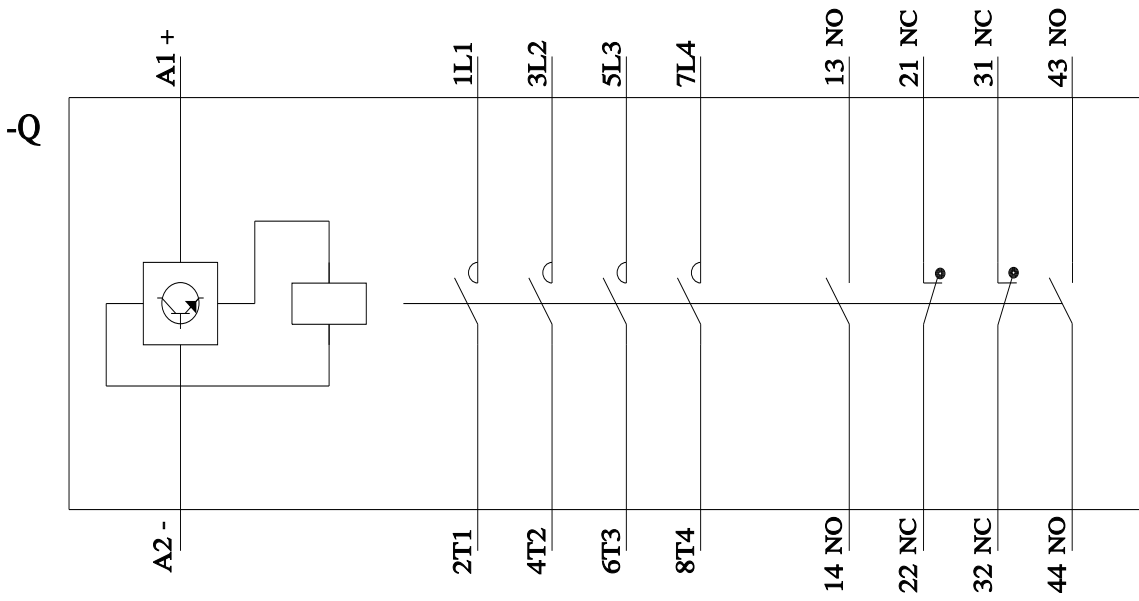 A1 +
1L1
3L2
5L3
7L4
13 NO
21 NC
31 NC
43 NO
-Q
A2 -
2T1
4T2
6T3
8T4
14 NO
22 NC
32 NC
44 NO